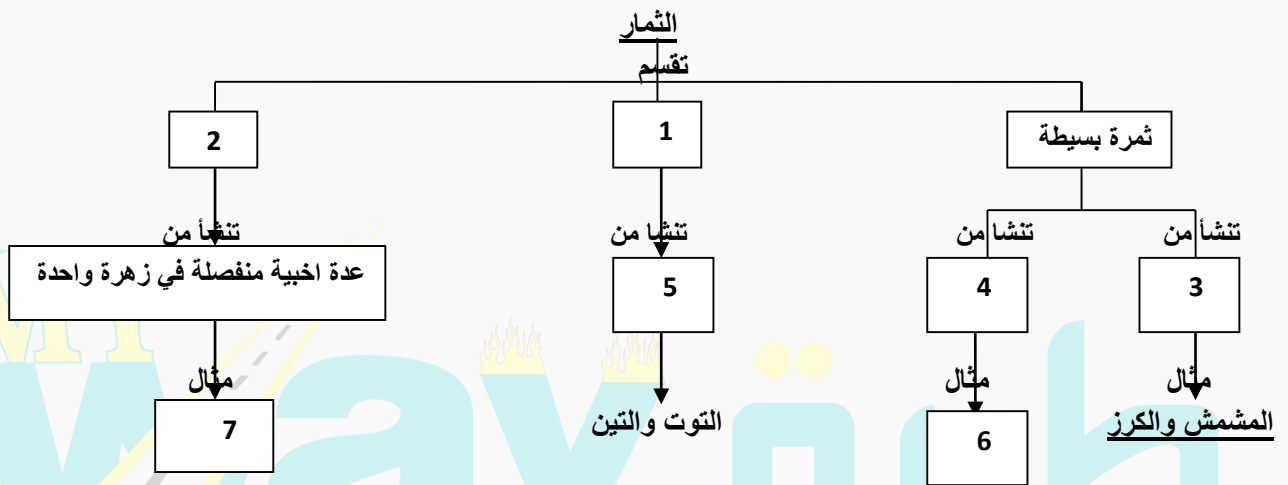 الثمار
تقسم
ثمرة بسيطة
1
2
تنشأ من
تنشا من
تنشا من
تنشأ من
3
4
5
عدة اخبية منفصلة في زهرة واحدة
مثال
مثال
مثال
المشمش والكرز
6
التوت والتين
7